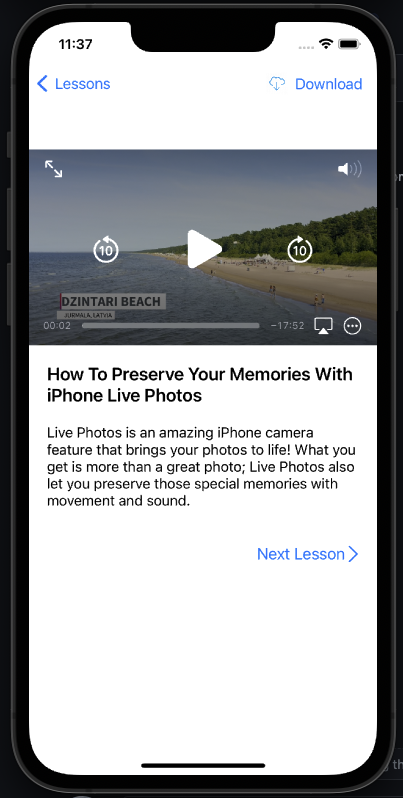 11:37
Lessons
Download
10
10
DZINTARI BEACH
JURMALA, LATVIA
00:02
-17:52
How To Preserve Your Memories With
iPhone Live Photos
Live Photos is an amazing iPhone camera
feature that brings your photos to life! What you
get is more than a great photo; Live Photos also
let you preserve those special memories with
movement and sound.
Next Lesson